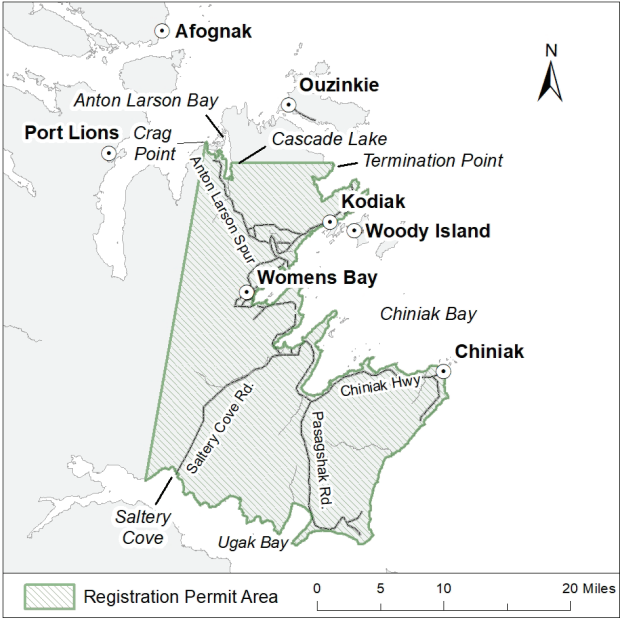 Afognak
N
Ouzinkie
Anton Larson Bay
Port Lions
Crag
Point
Cascade Lake
Termination Point
Anton Larson Spur
Kodiak
Woody Island
Womens Bay
Chiniak Bay
Chiniak
Chiniak Hwy
Saltery Cove Rd.
Pasagshak Rd.
Saltery
Cove
Ugak Bay
Registration Permit Area
0 5 10 20 Miles